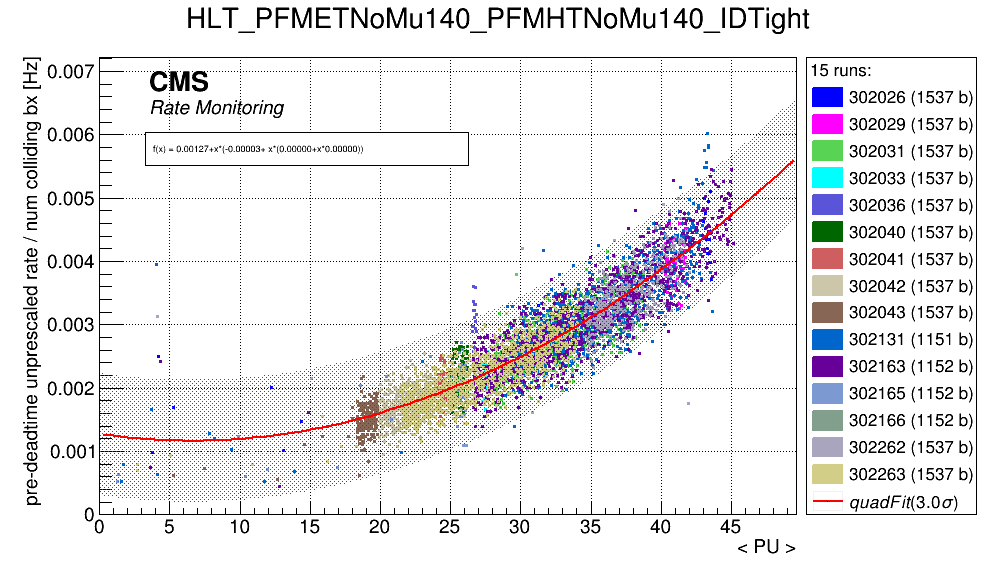 HLT_PFMETNoMu140_PFMHTNoMu140_IDTight
pre-deadtime unprescaled rate / num colliding bx [Hz]
0.007
0.006
0.005
0.004
0.003
0.002
0.001
0
CMS
Rate Monitoring
f(x) = 0.00127+x*(-0.00003+ x*(0.00000+x*0.00000))
0 5 10 15 20 25 30 35 40 45
< PU >
15 runs:
302026 (1537 b)
302029 (1537 b)
302031 (1537 b)
302033 (1537 b)
302036 (1537 b)
302040 (1537 b)
302041 (1537 b)
302042 (1537 b)
302043 (1537 b)
302131 (1151 b)
302163 (1152 b)
302165 (1152 b)
302166 (1152 b)
302262 (1537 b)
302263 (1537 b)
quadFit(3.0σ)